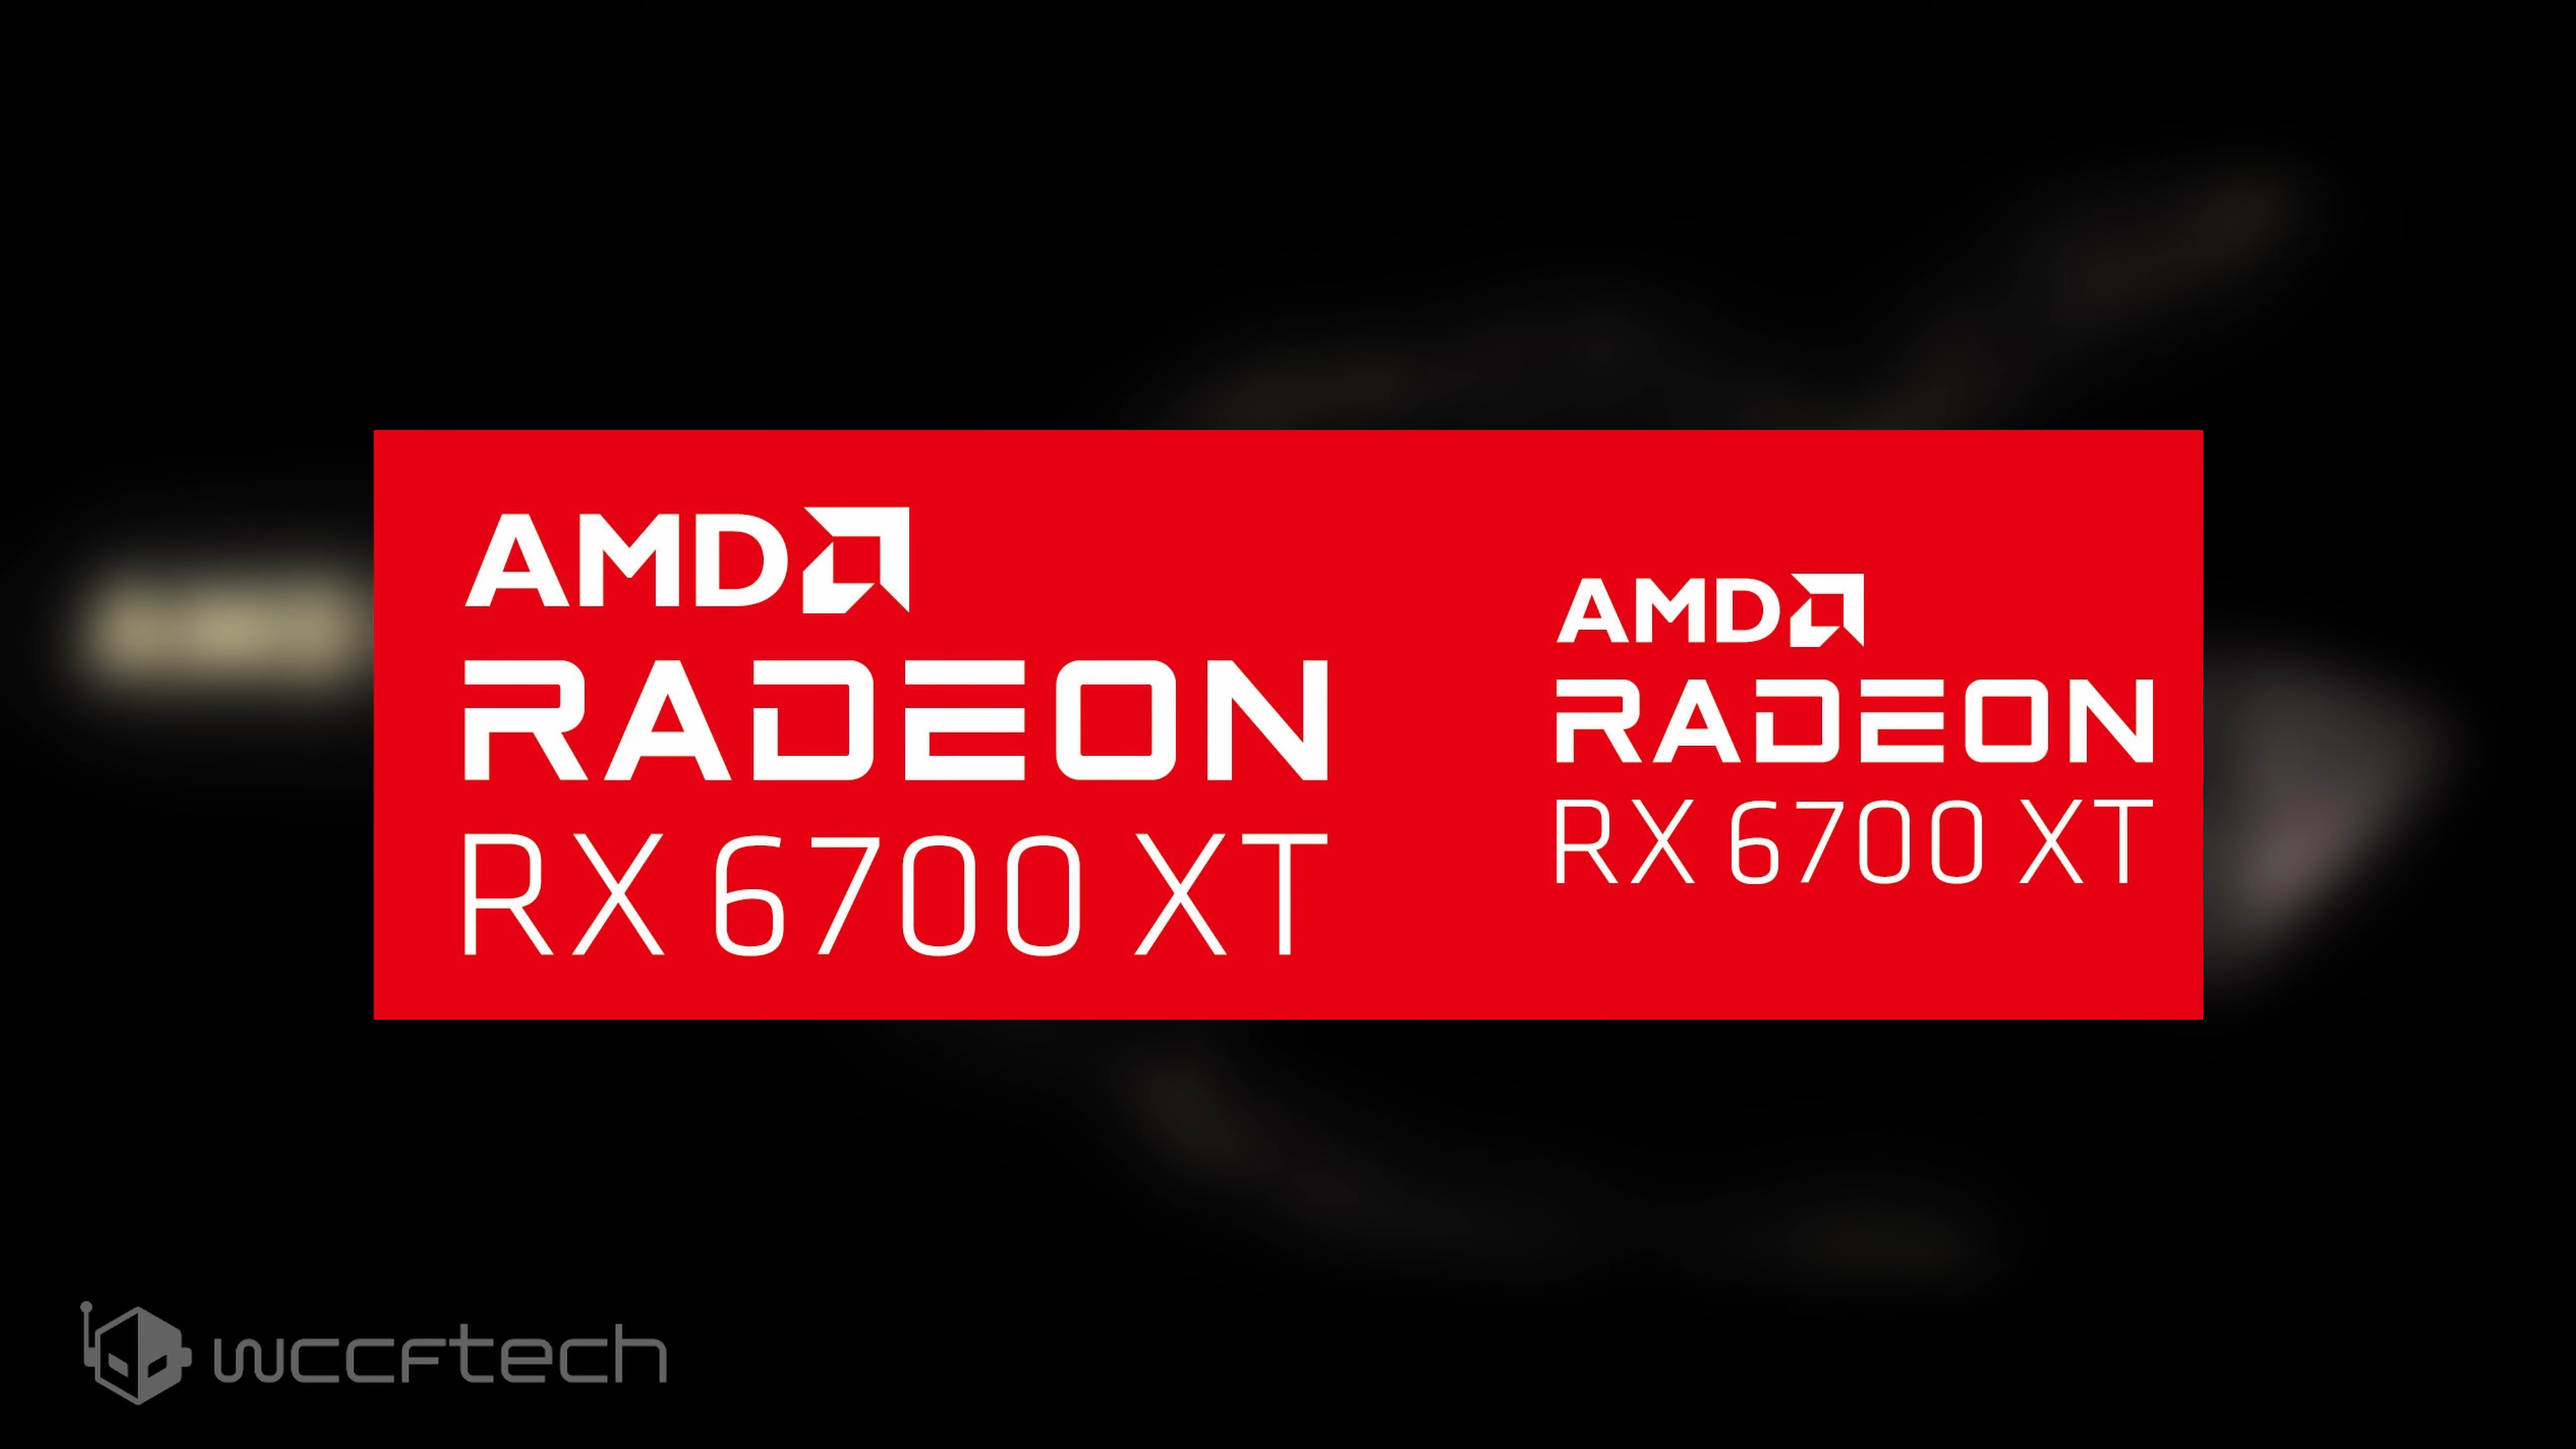 AMD
RADEON
RX 6700 XT
AMD
RADEON
RX 6700 XT
wccftech